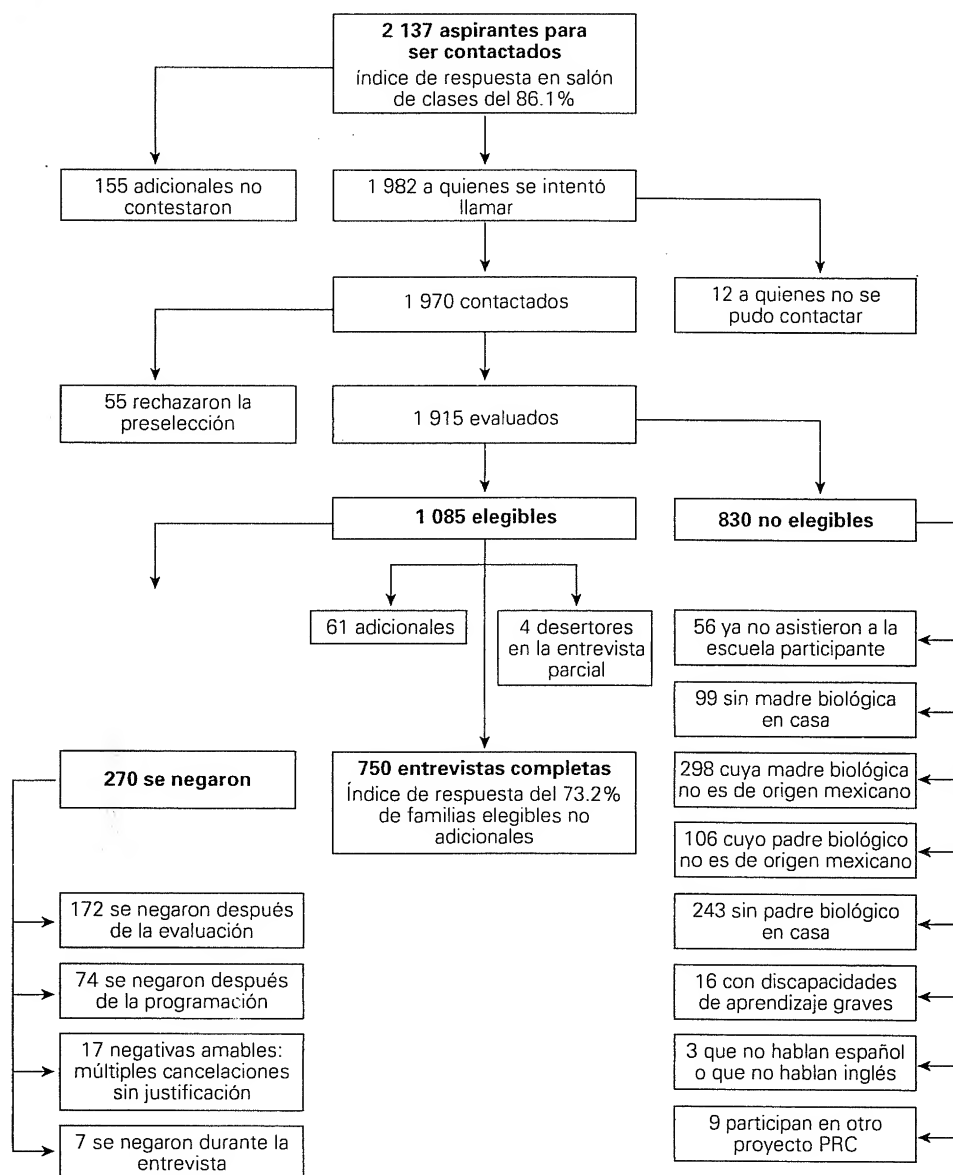 2 137 aspirantes para
ser contactados
índice de respuesta en salón
de clases del 86.1%
155 adicionales no
contestaron
1 982 a quienes se intentó
llamar
1 970 contactados
12 a quienes no se
pudo contactar
55 rechazaron la
preselección
1 915 evaluados
1 085 elegibles
830 no elegibles
61 adicionales
4 desertores
en la entrevista
parcial
56 ya no asistieron a la
escuela participante
99 sin madre biológica
en casa
270 se negaron
750 entrevistas completas
Índice de respuesta del 73.2%
de familias elegibles no
adicionales
298 cuya madre biológica
no es de origen mexicano
106 cuyo padre biológico
no es de origen mexicano
172 se negaron después
de la evaluación
243 sin padre biológico
en casa
74 se negaron después
de la programación
16 con discapacidades
de aprendizaje graves
17 negativas amables:
múltiples cancelaciones
sin justificación
3 que no hablan español
o que no hablan inglés
7 se negaron durante la
entrevista
9 participan en otro
proyecto PRC